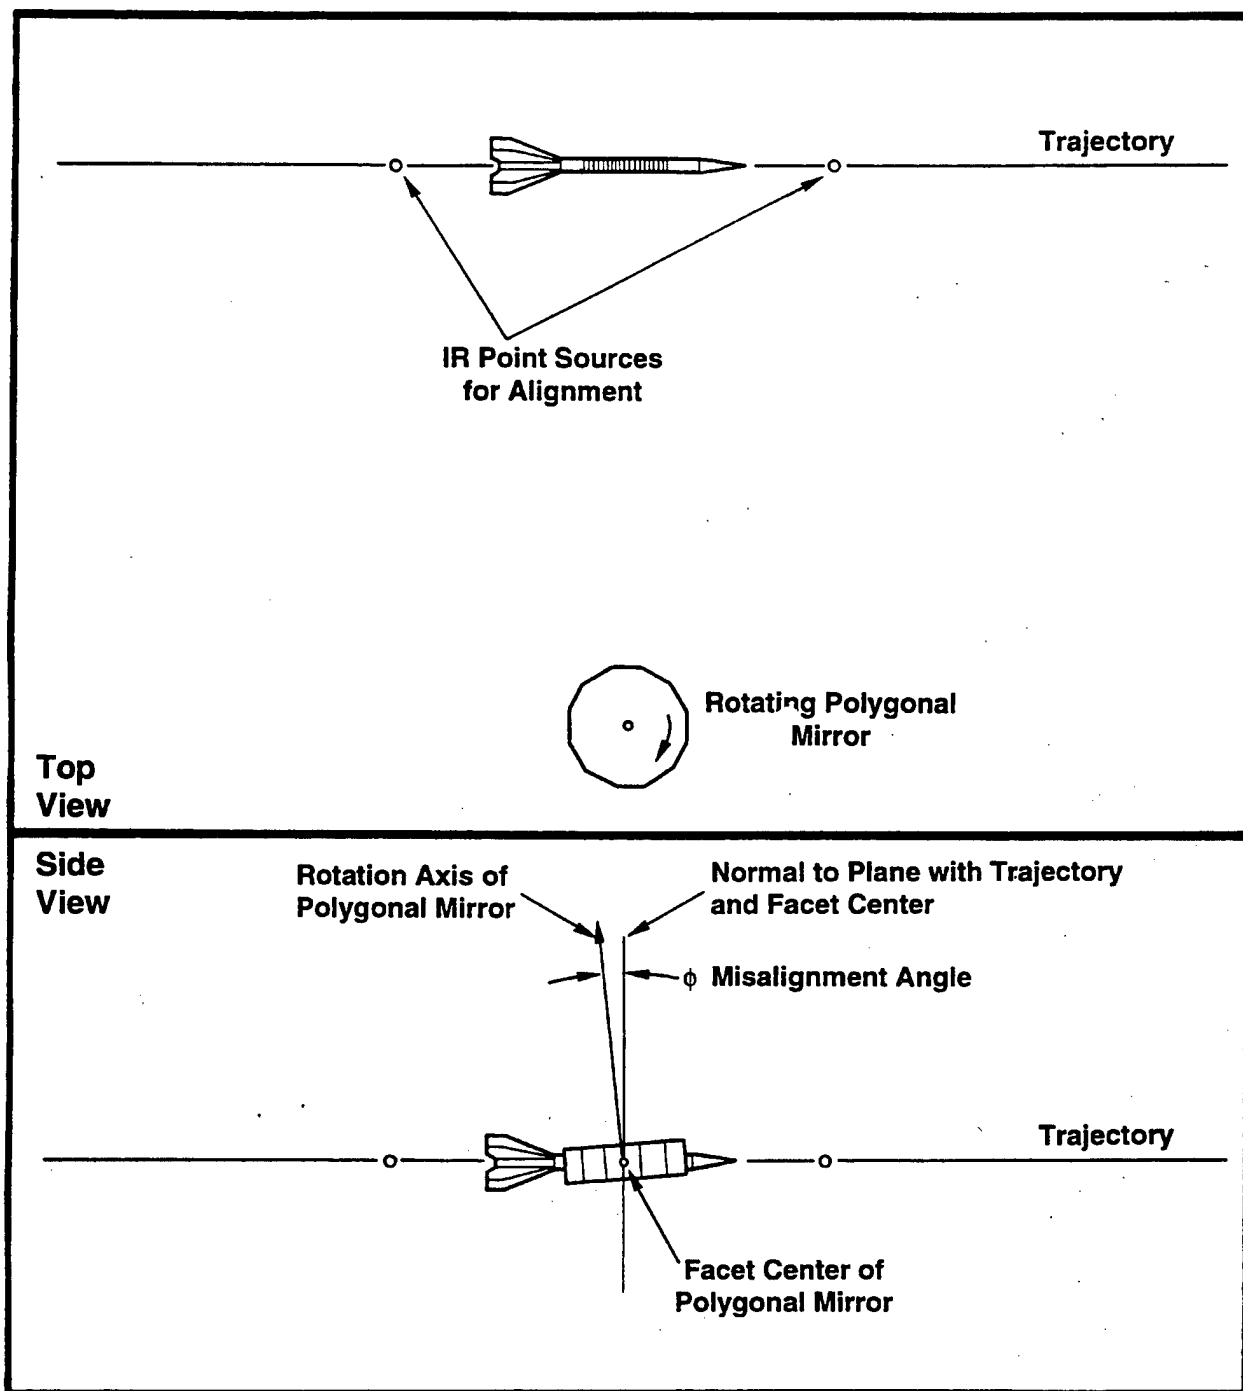 Trajectory
IR Point Sources
for Alignment
Rotating Polygonal
Mirror
Top
View
Side
View
Rotation Axis of
Polygonal Mirror
Normal to Plane with Trajectory
and Facet Center
ϕ Misalignment Angle
Trajectory
Facet Center of
Polygonal Mirror